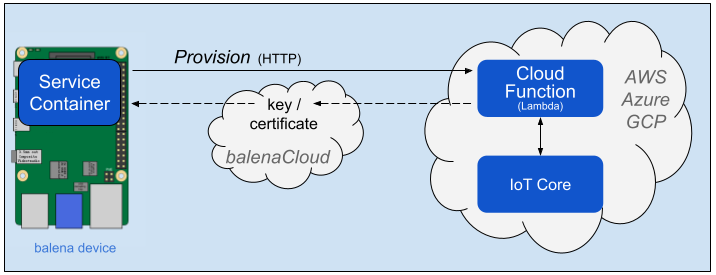 Provision (HTTP)
Service
Container
key /
certificate
balenaCloud
Cloud
Function
(Lambda)
AWS
Azure
GCP
IoT Core
balena device